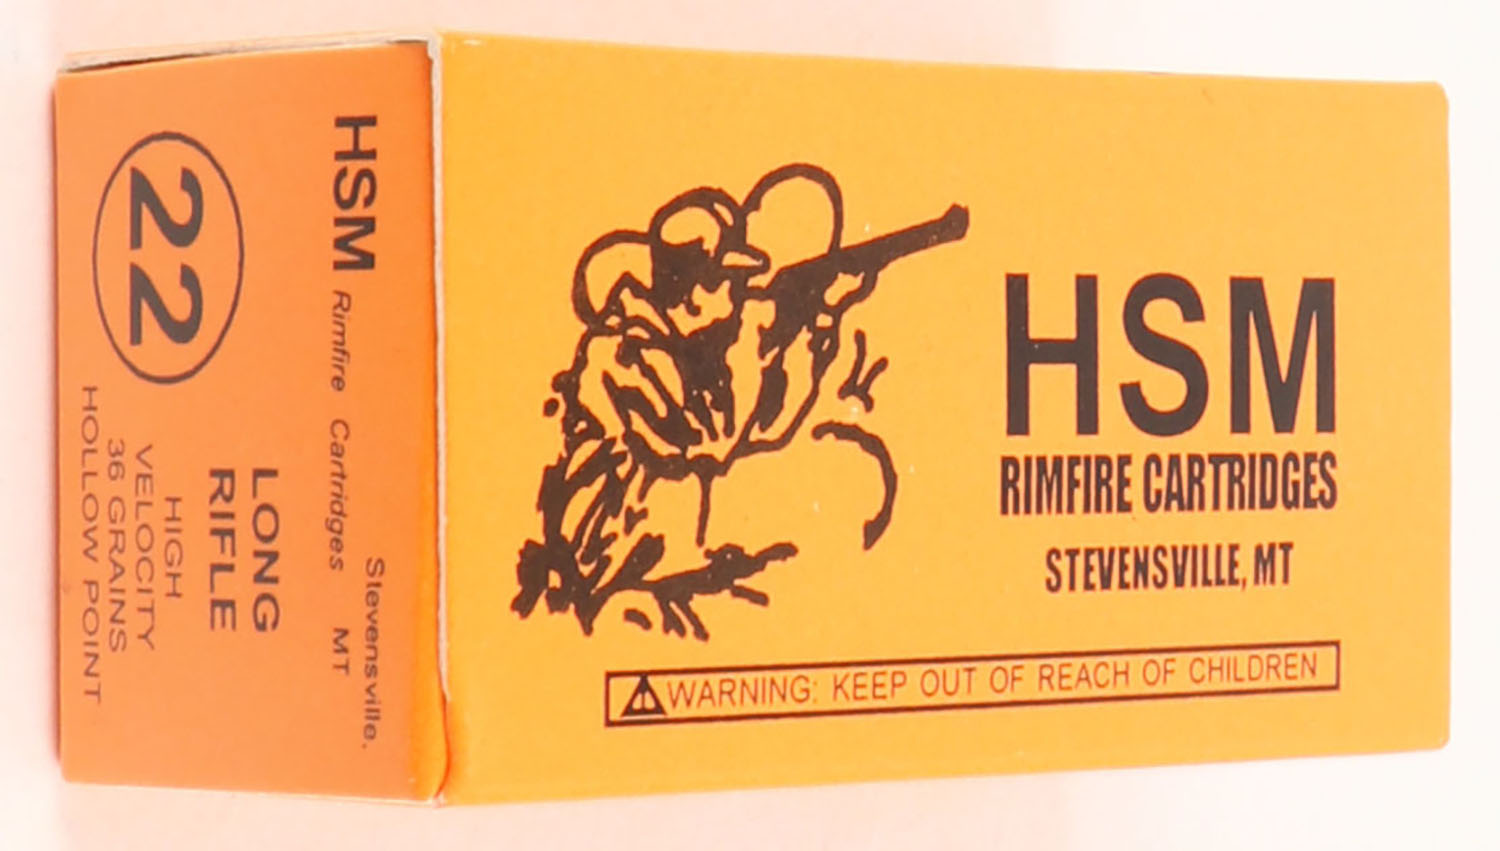 HSM
RIMFIRE CARTRIDGES
STEVENSVILLE, MT
WARNING: KEEP OUT OF REACH OF CHILDREN
HSM Rimfire Cartridges
Stevensville, MT
22
LONG
RIFLE
HIGH
VELOCITY
36 GRAINS
HOLLOW POINT